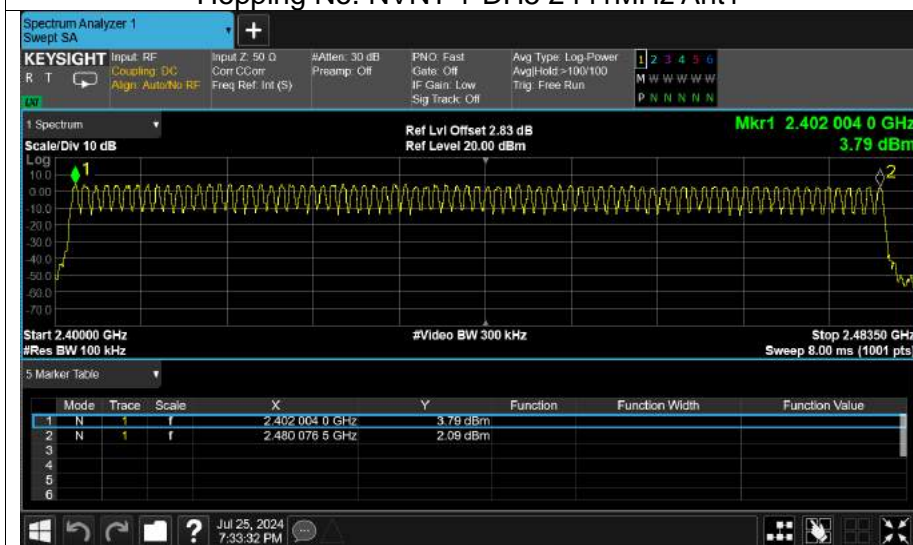 Hopping No. NVNT 1-DH5 2441MHz Ant1
Spectrum Analyzer 1
Swept SA
+
KEYSIGHT
R T
EXT
Input: RF
Coupling: DC
Align: Auto/No RF
Input Z: 50 Ω
Corr CCorr
Freq Ref: Int (S)
#Atten: 30 dB
Preamp: Off
PNO: Fast
Gate: Off
IF Gain: Low
Sig Track: Off
Avg Type: Log-Power
Avg|Hold:>100/100
Trig: Free Run
1 2 3 4 5 6
M W W W W W
P N N N N N
1 Spectrum
Scale/Div 10 dB
Ref Lvl Offset 2.83 dB
Ref Level 20.00 dBm
Mkr1 2.402 004 0 GHz
3.79 dBm
Log
10.0
0.00
-10.0
-20.0
-30.0
-40.0
-50.0
-60.0
-70.0
1
2
Start 2.40000 GHz
#Res BW 100 kHz
#Video BW 300 kHz
Stop 2.48350 GHz
Sweep 8.00 ms (1001 pts)
5 Marker Table
Mode Trace Scale X Y Function Function Width Function Value
1 N 1 f 2.402 004 0 GHz 3.79 dBm
2 N 1 f 2.480 076 5 GHz 2.09 dBm
3
4
5
6
?
Jul 25, 2024
7:33:32 PM